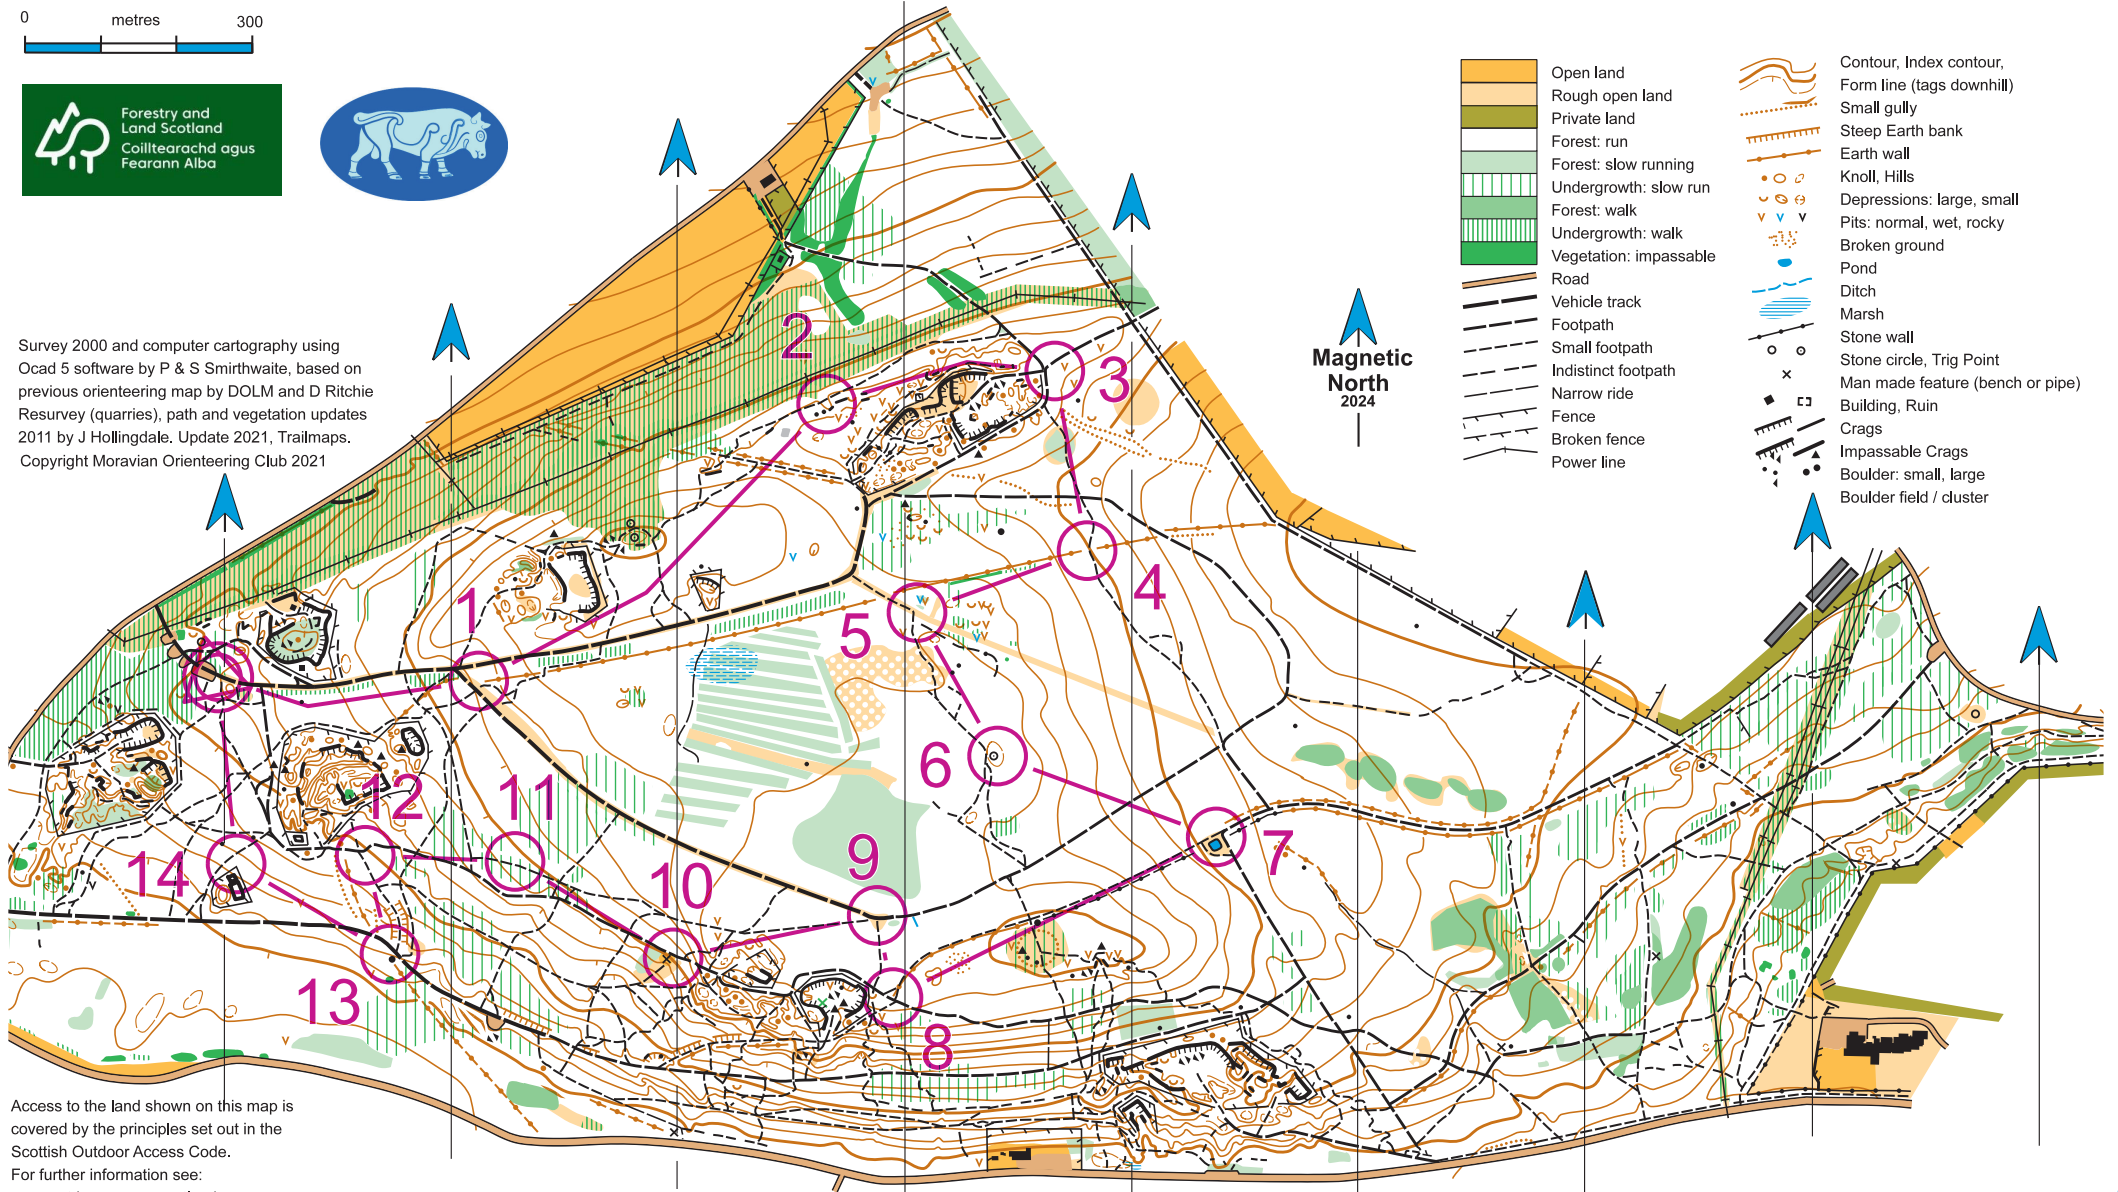 0 metres 300
Forestry and
Land Scotland
Coilltearachd agus
Fearann Alba
Survey 2000 and computer cartography using
Ocad 5 software by P & S Smirthwaite, based on
previous orienteering map by DOLM and D Ritchie
Resurvey (quarries), path and vegetation updates
2011 by J Hollingdale. Update 2021, Trailmaps.
Copyright Moravian Orienteering Club 2021
Magnetic
North
2024
Open land
Rough open land
Private land
Forest: run
Forest: slow running
Undergrowth: slow run
Forest: walk
Undergrowth: walk
Vegetation: impassable
Road
Vehicle track
Footpath
Small footpath
Indistinct footpath
Narrow ride
Fence
Broken fence
Power line
Contour, Index contour,
Form line (tags downhill)
Small gully
Steep Earth bank
Earth wall
Knoll, Hills
Depressions: large, small
Pits: normal, wet, rocky
Broken ground
Pond
Ditch
Marsh
Stone wall
Stone circle, Trig Point
Man made feature (bench or pipe)
Building, Ruin
Crags
Impassable Crags
Boulder: small, large
Boulder field / cluster
1
2
3
4
5
6
7
8
9
10
11
12
13
14
Access to the land shown on this map is
covered by the principles set out in the
Scottish Outdoor Access Code.
For further information see: